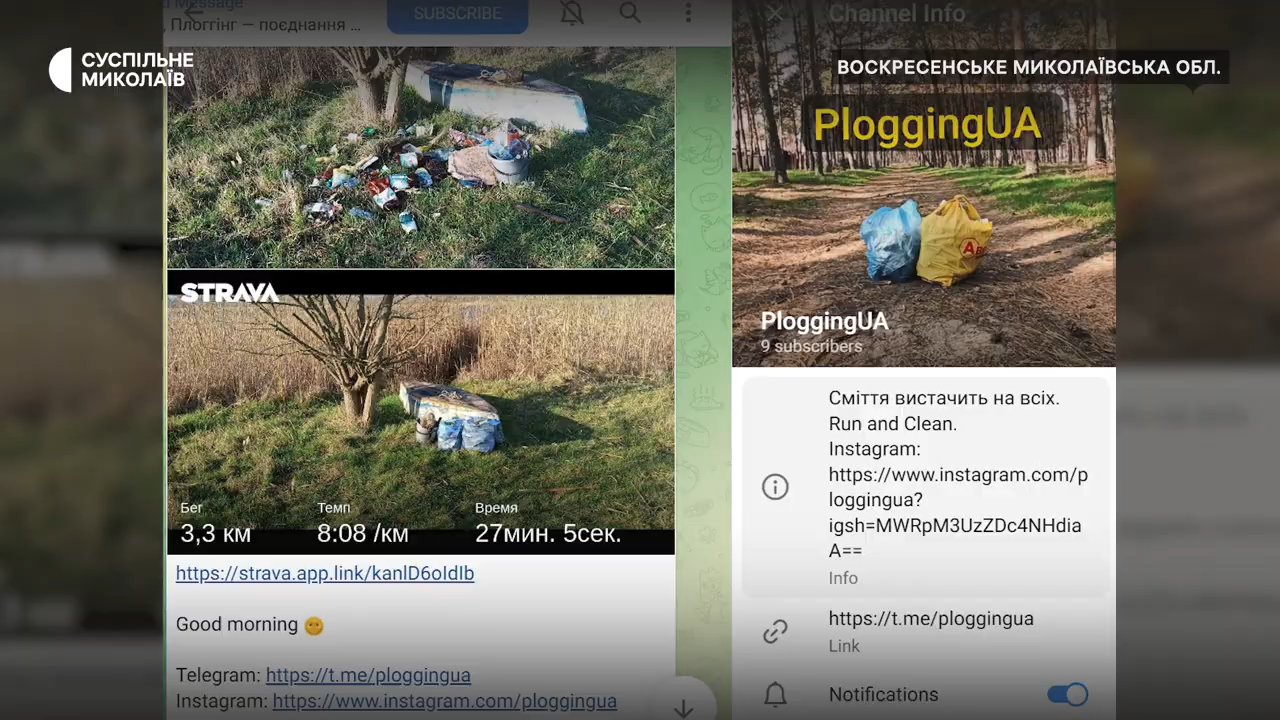 СУСПІЛЬНЕ
МИКОЛАЇВ
ВОСКРЕСЕНСЬКЕ МИКОЛАЇВСЬКА ОБЛ.
Message
Плоггінг — поєднання ...
SUBSCRIBE
STRAVA
Бег
Темп
Время
3,3 км
8:08 /км
27мин. 5сек.
https://strava.app.link/kanlD6oIdIb
Good morning
Telegram: https://t.me/ploggingua
Instagram: https://www.instagram.com/ploggingua
Channel Info
PloggingUA
PloggingUA
9 subscribers
Сміття вистачить на всіх.
Run and Clean.
Instagram:
https://www.instagram.com/p
loggingua?
igsh=MWRpM3UzZDc4NHdia
A==
Info
https://t.me/ploggingua
Link
Notifications